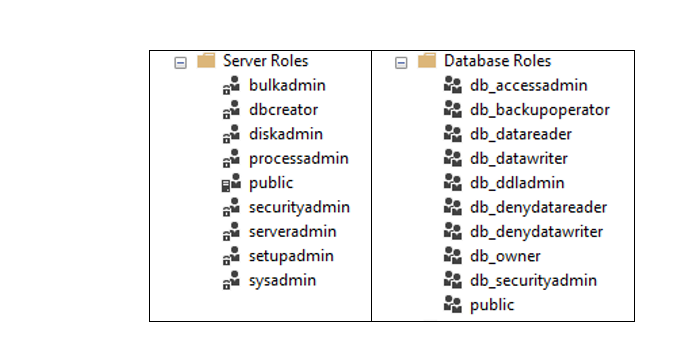 Server Roles
bulkadmin
dbcreator
diskadmin
processadmin
public
securityadmin
serveradmin
setupadmin
sysadmin
Database Roles
db_accessadmin
db_backupoperator
db_datareader
db_datawriter
db_ddladmin
db_denydatareader
db_denydatawriter
db_owner
db_securityadmin
public